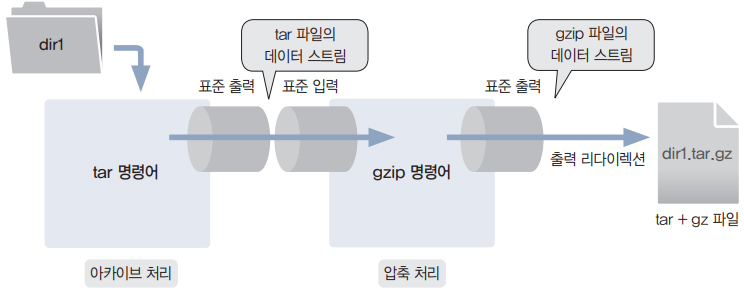 dir1
tar 파일의
데이터 스트림
gzip 파일의
데이터 스트림
표준 출력
표준 입력
표준 출력
tar 명령어
gzip 명령어
출력 리다이렉션
dir1.tar.gz
tar + gz 파일
아카이브 처리
압축 처리